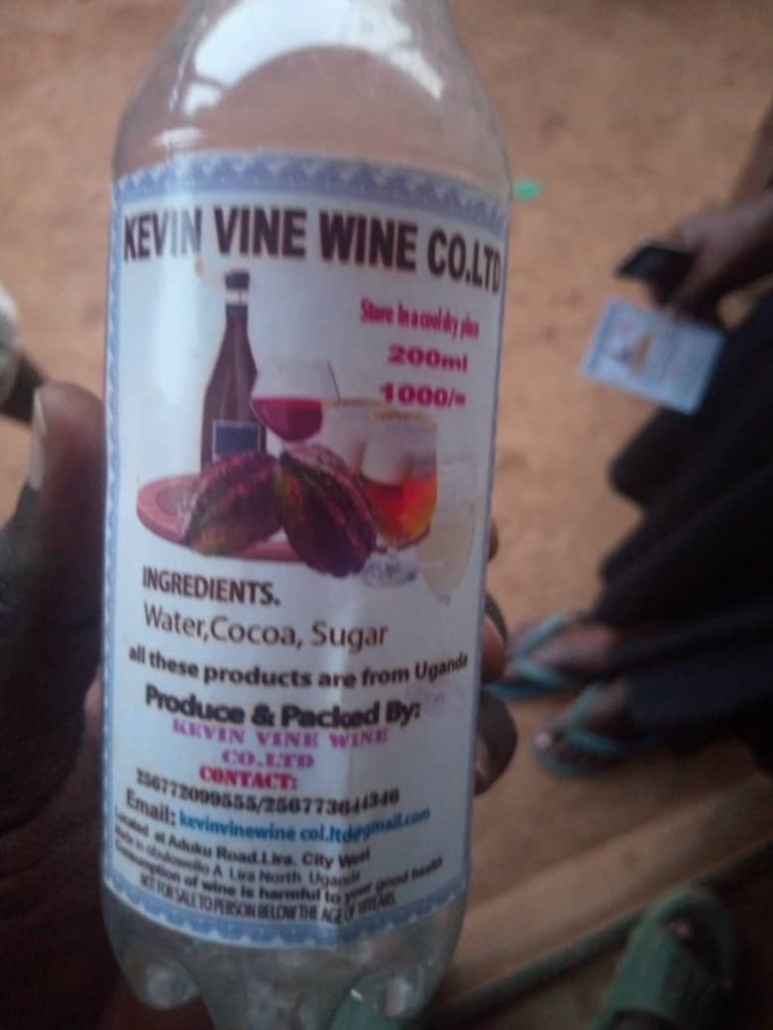 KEVIN VINE WINE CO.LTD
Store In a cool dry place
200ml
1000/=
INGREDIENTS.
Water,Cocoa, Sugar
all these products are from Uganda
Produce & Packed By:
KEVIN VINE WINE
CO.LTD
CONTACT:
256772099555/256773644346
Email: kevinvinewine col.ltd@gmail.com
Located at Aduku Road.Lira. City West
Made in A Lira North Uganda
Consumption of wine is harmful to your good health
NOT FOR SALE TO PERSON BELOW THE AGE OF 18YEARS